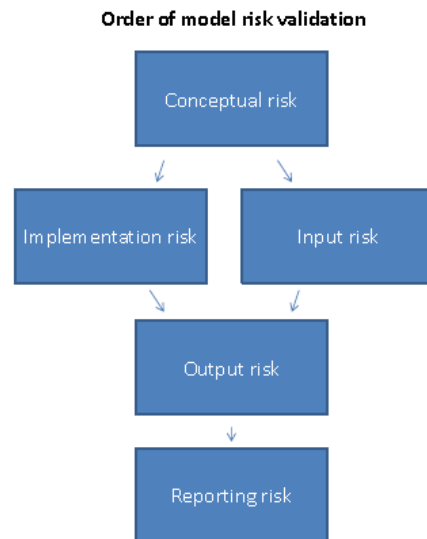 Order of model risk validation
Conceptual risk
Implementation risk
Input risk
Output risk
Reporting risk